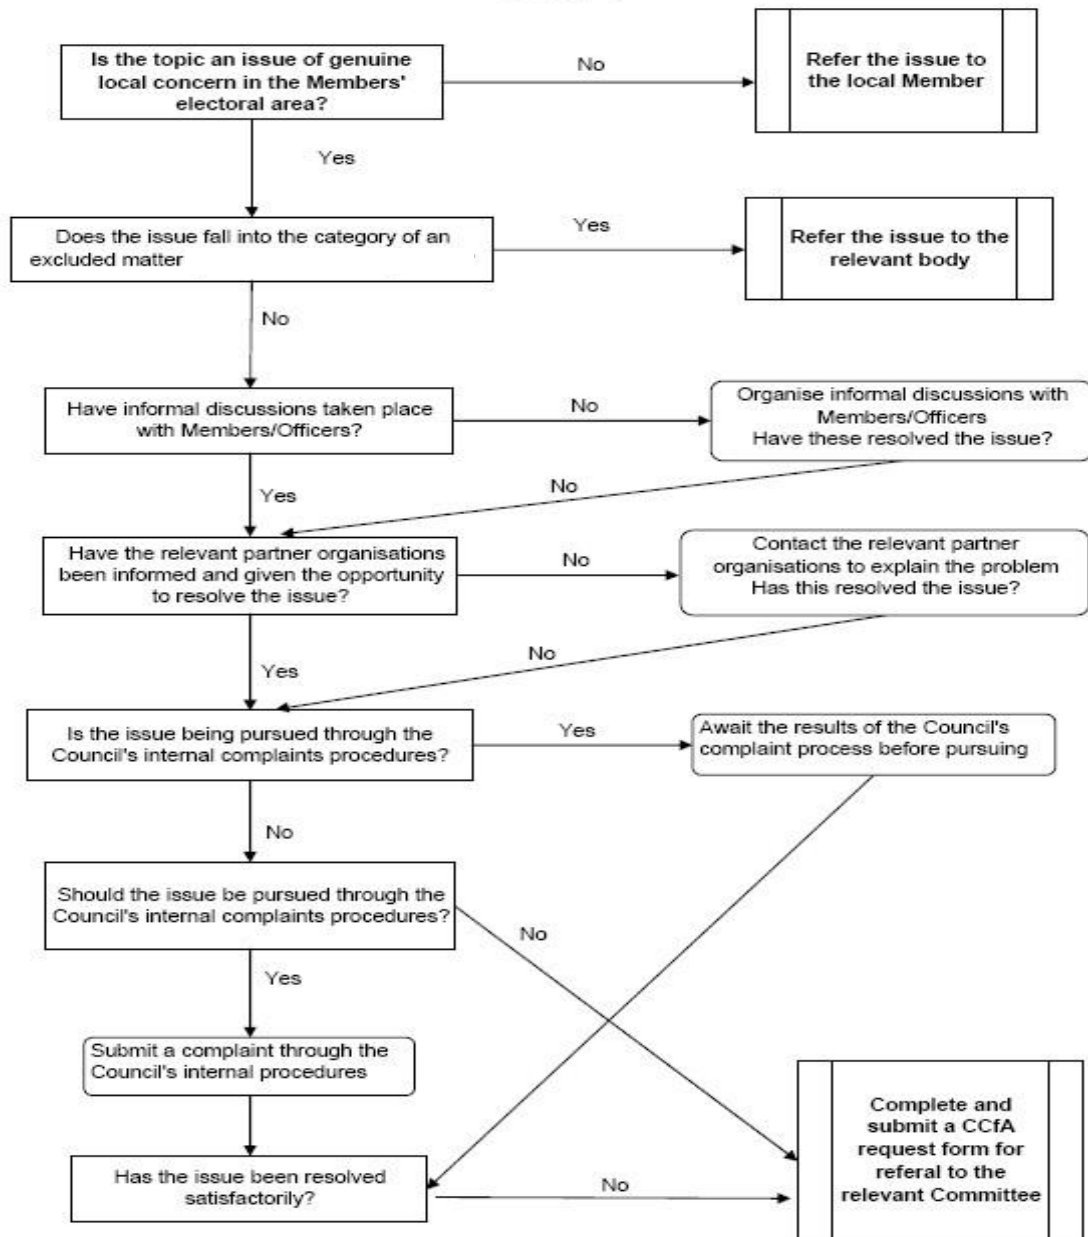 Is the topic an issue of genuine
local concern in the Members'
electoral area?
No
Refer the issue to
the local Member
Yes
Does the issue fall into the category of an
excluded matter
Yes
Refer the issue to the
relevant body
No
Have informal discussions taken place
with Members/Officers?
No
Organise informal discussions with
Members/Officers
Have these resolved the issue?
Yes
No
Have the relevant partner organisations
been informed and given the opportunity
to resolve the issue?
No
Contact the relevant partner
organisations to explain the problem
Has this resolved the issue?
Yes
No
Is the issue being pursued through the
Council's internal complaints procedures?
Yes
Await the results of the Council's
complaint process before pursuing
No
Should the issue be pursued through the
Council's internal complaints procedures?
No
Yes
Submit a complaint through the
Council's internal procedures
Has the issue been resolved
satisfactorily?
No
Complete and
submit a CCfA
request form for
referal to the
relevant Committee